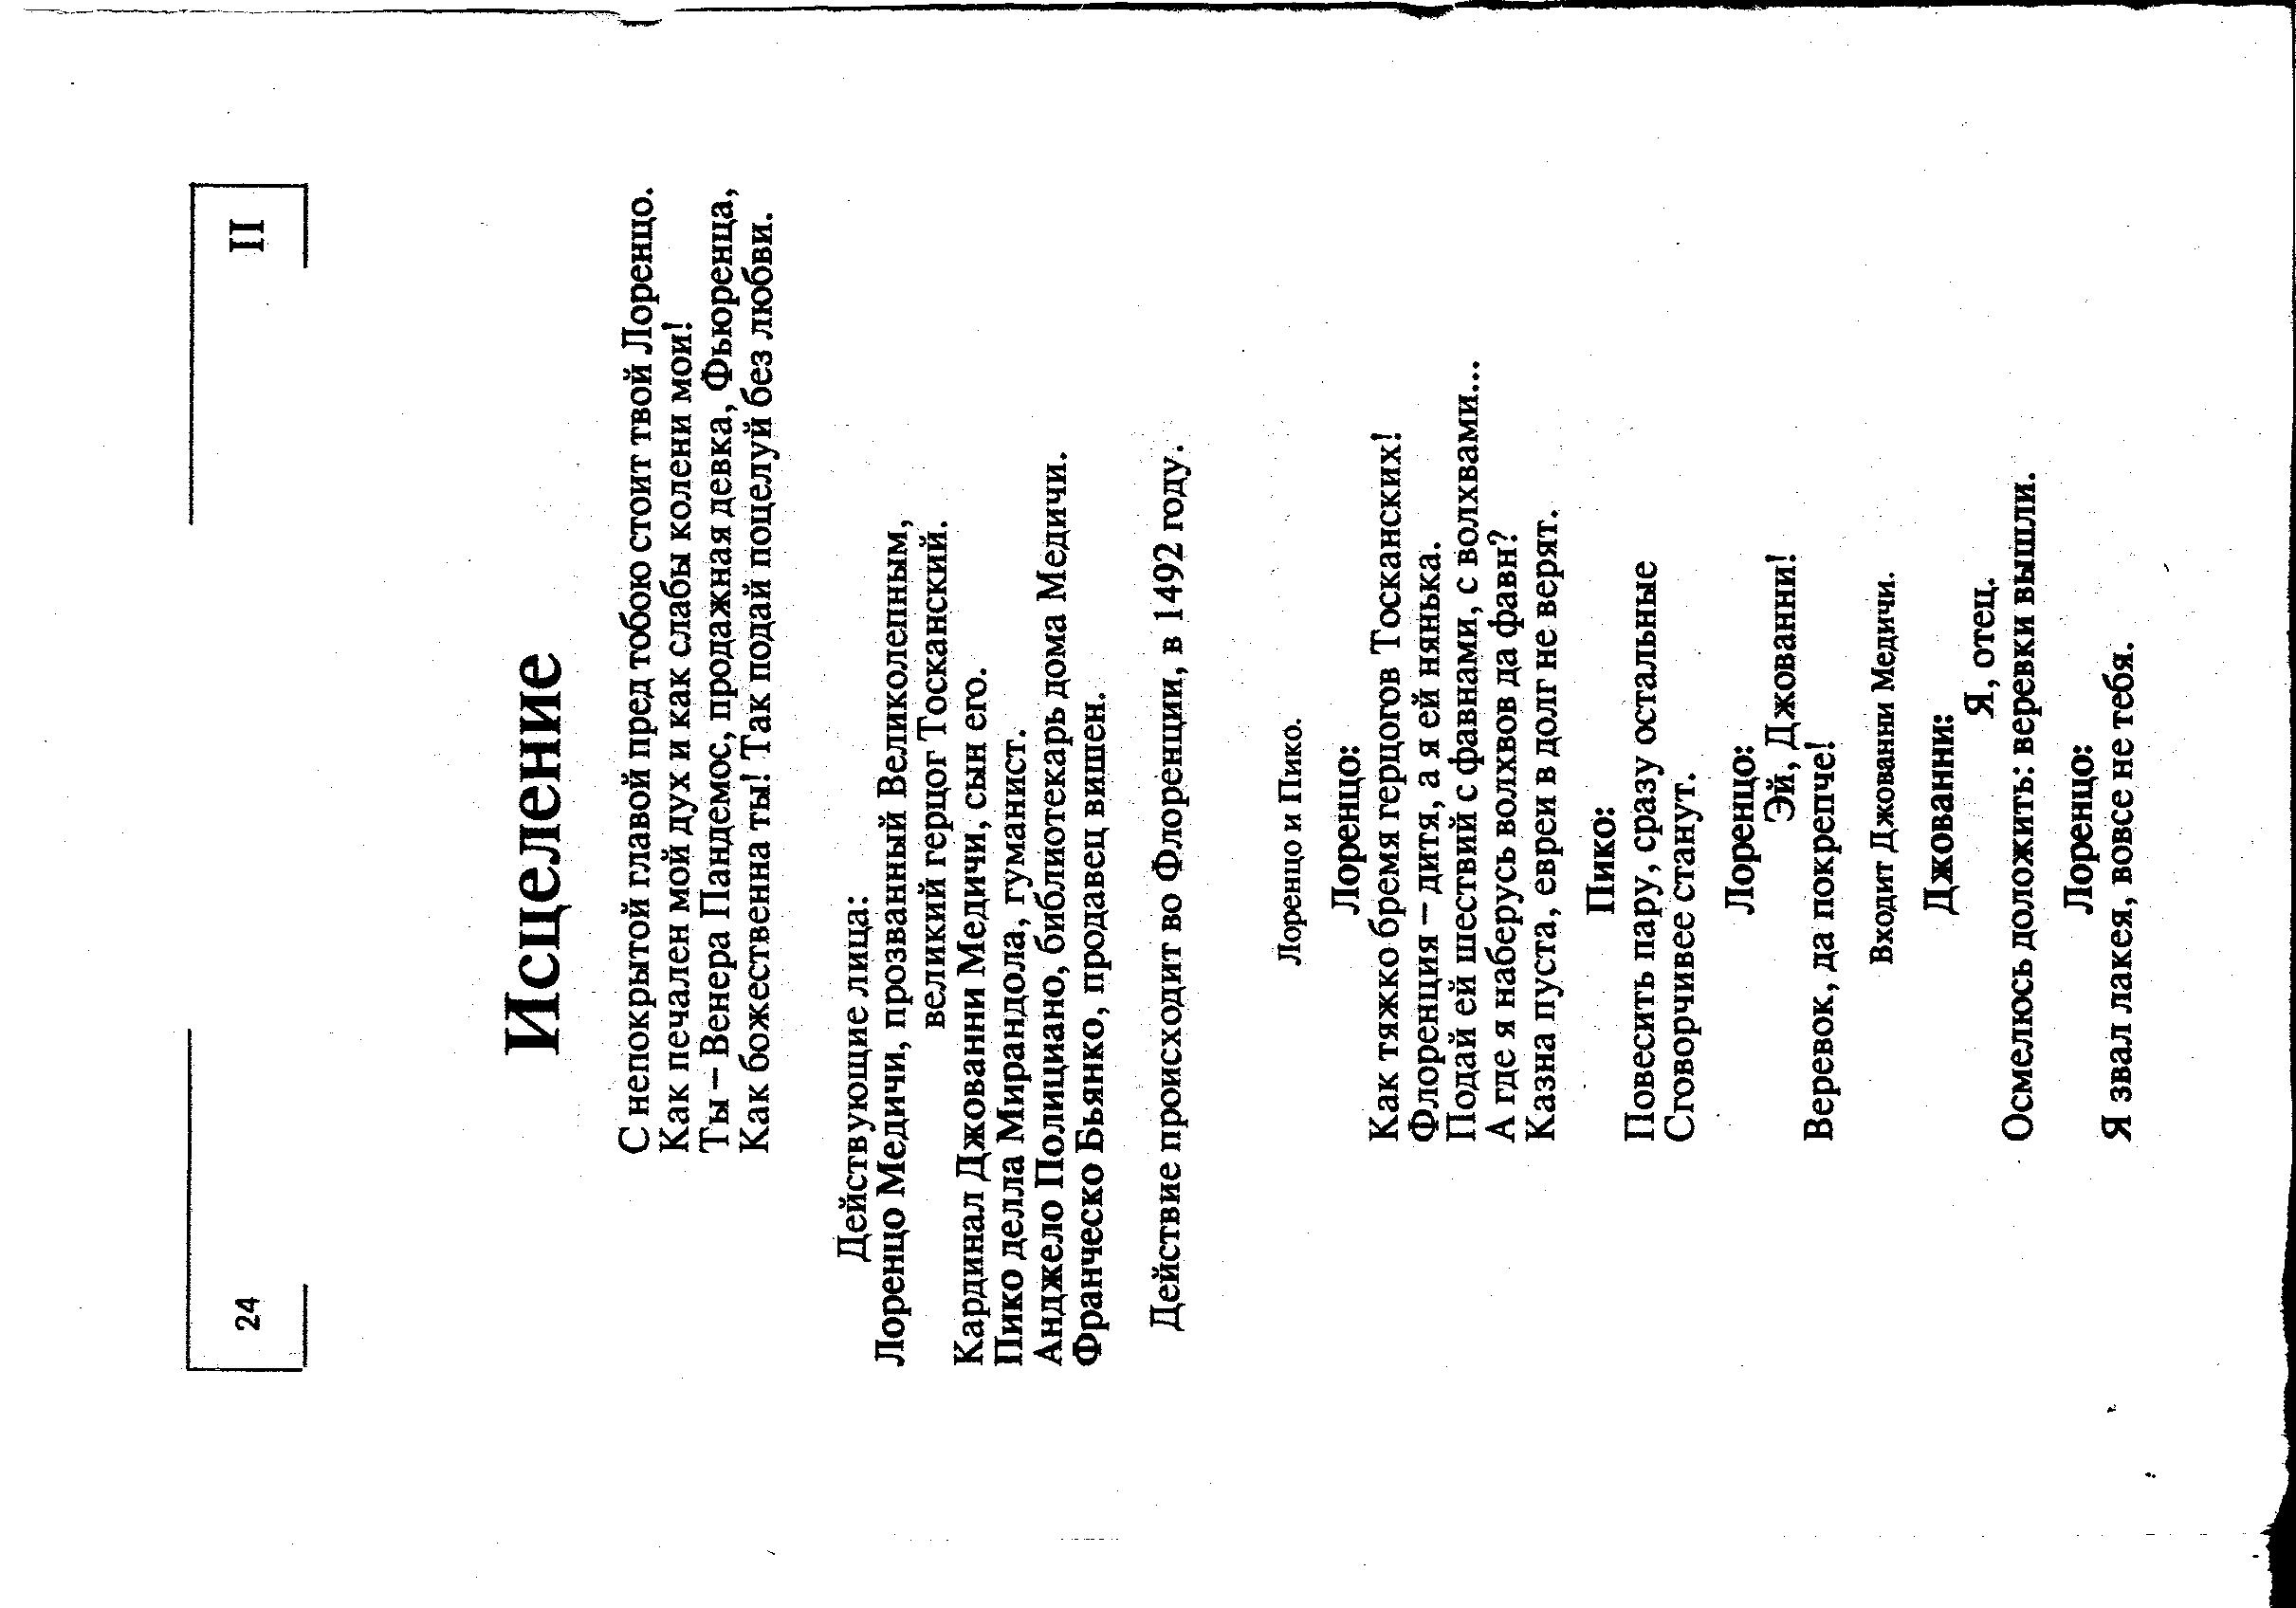 24
II
Исцеление
С непокрытой главой пред тобою стоит твой Лоренцо.
Как печален мой дух и как слабы колени мои!
Ты – Венера Пандемос, продажная девка, Фьюренца,
Как божественна ты! Так подай поцелуй без любви.
Действующие лица:
Лоренцо Медичи, прозванный Великолепным,
великий герцог Тосканский.
Кардинал Джованни Медичи, сын его.
Пико делла Мирандола, гуманист.
Анджело Полициано, библиотекарь дома Медичи.
Франческо Бьянко, продавец вишен.
Действие происходит во Флоренции, в 1492 году.
Лоренцо и Пико.
Лоренцо:
Как тяжко бремя герцогов Тосканских!
Флоренция – дитя, а я ей нянька.
Подай ей шествий с фавнами, с волхвами...
А где я наберусь волхвов да фавн?
Казна пуста, евреи в долг не верят.
Пико:
Повесить пару, сразу остальные
Сговорчивее станут.
Лоренцо:
Эй, Джованни!
Веревок, да покрепче!
Входит Джованни Медичи.
Джованни:
Я, отец.
Осмелюсь доложить: веревки вышли.
Лоренцо:
Я звал лакея, вовсе не тебя.